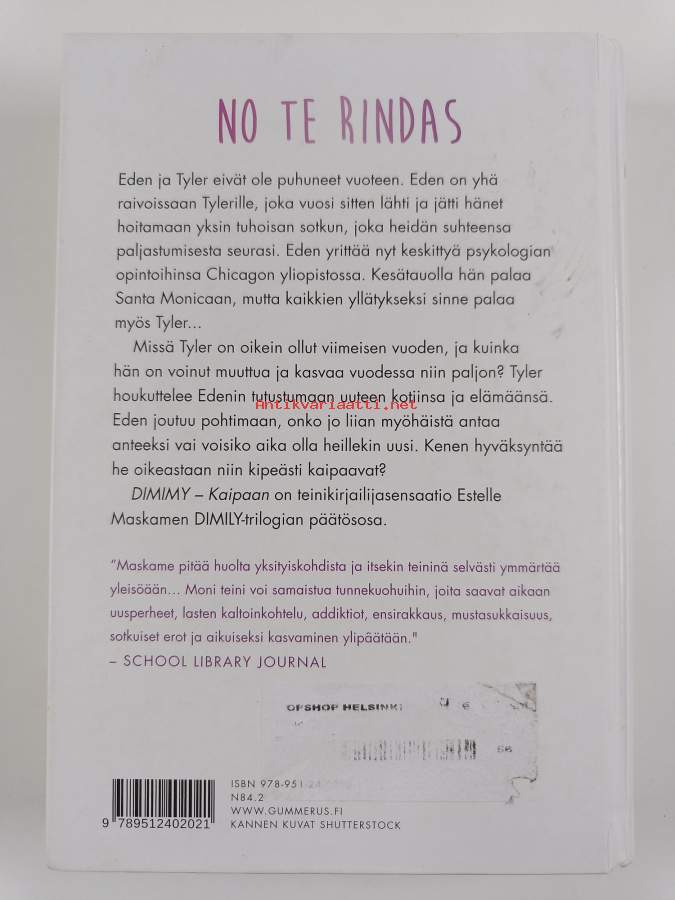 NO TE RINDAS
Eden ja Tyler eivät ole puhuneet vuoteen. Eden on yhä
raivoissaan Tylerille, joka vuosi sitten lähti ja jätti hänet
hoitamaan yksin tuhoisan sotkun, joka heidän suhteensa
paljastumisesta seurasi. Eden yrittää nyt keskittyä psykologian
opintoihinsa Chicagon yliopistossa. Kesätauolla hän palaa
Santa Monicaan, mutta kaikkien yllätykseksi sinne palaa
myös Tyler...
Missä Tyler on oikein ollut viimeisen vuoden, ja kuinka
hän on voinut muuttua ja kasvaa vuodessa niin paljon? Tyler
houkuttelee Edenin tutustumaan uuteen kotiinsa ja elämäänsä.
Antikvariaatti.net
Eden joutuu pohtimaan, onko jo liian myöhäistä antaa
anteeksi vai voisiko aika olla heillekin uusi. Kenen hyväksyntää
he oikeastaan niin kipeästi kaipaavat?
DIMIMY – Kaipaan on teinikirjailijasensaatio Estelle
Maskamen DIMILY-trilogian päätösosa.
"Maskame pitää huolta yksityiskohdista ja itsekin teininä selvästi ymmärtää
yleisöään... Moni teini voi samaistua tunnekuohuihin, joita saavat aikaan
uusperheet, lasten kaltoinkohtelu, addiktiot, ensirakkaus, mustasukkaisuus,
sotkuiset erot ja aikuiseksi kasvaminen ylipäätään."
– SCHOOL LIBRARY JOURNAL
OPSHOP HELSINKI
ISBN 978-951
N84.2
WWW.GUMMERUS.FI
KANNEN KUVAT SHUTTERSTOCK
9 789512402021